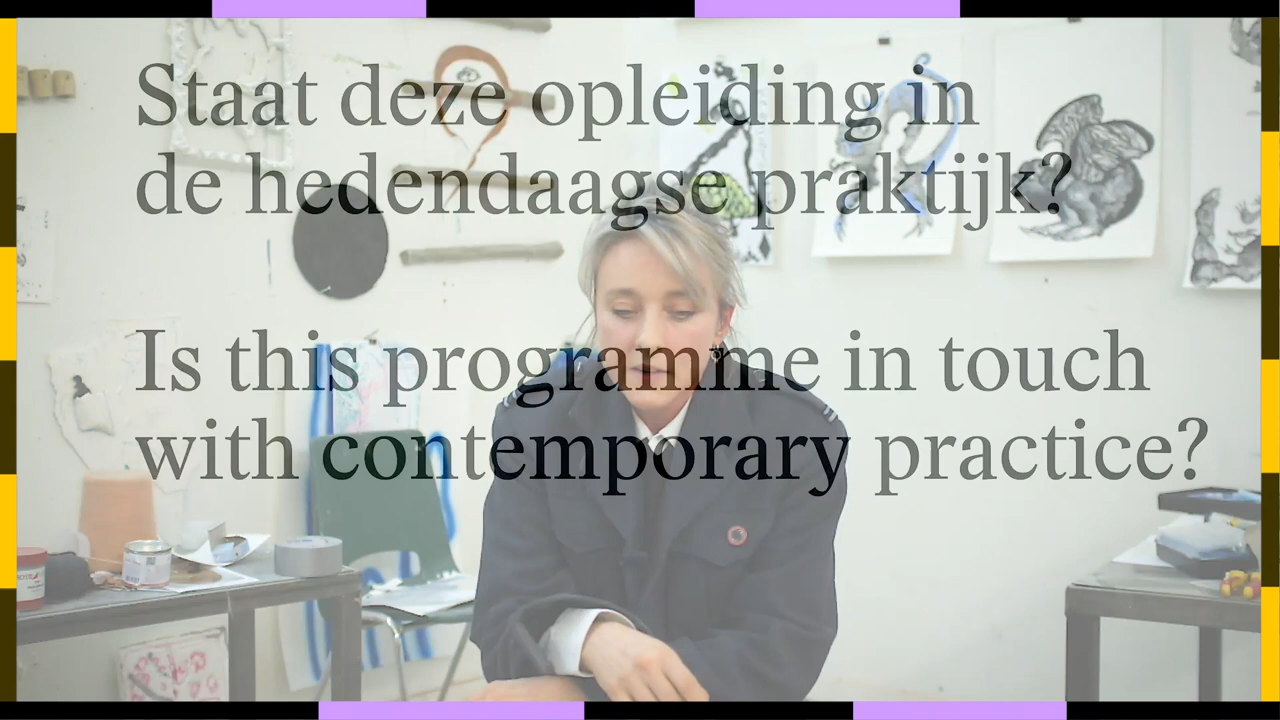 Staat deze opleiding in
de hedendaagse praktijk?
Is this programme in touch
with contemporary practice?